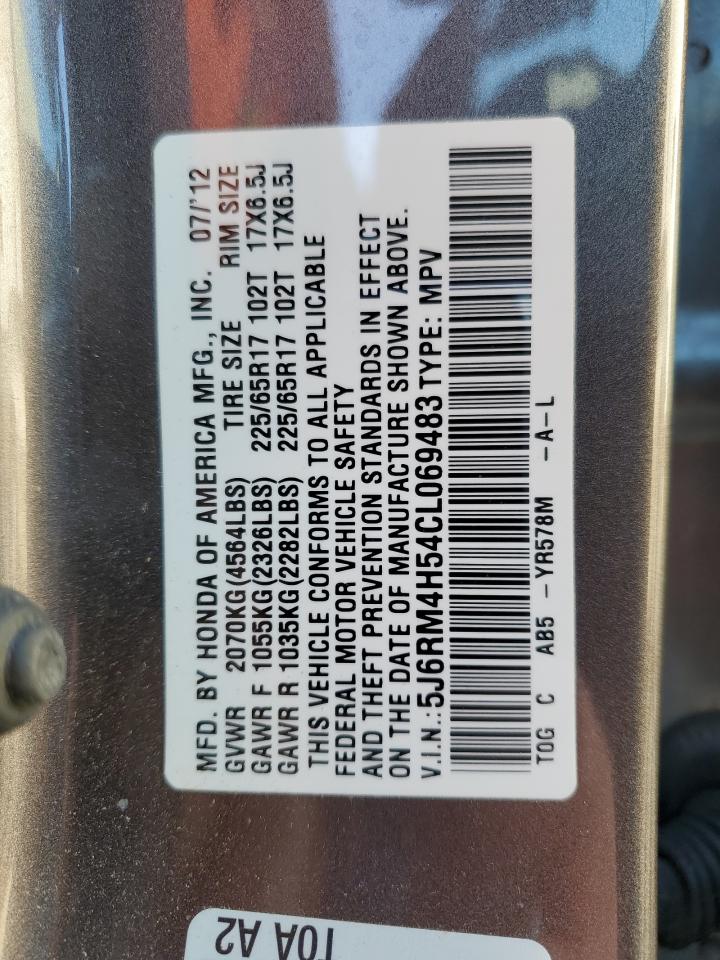 MFD. BY HONDA OF AMERICA MFG., INC. 07/'12
GVWR 2070KG(4564LBS) TIRE SIZE RIM SIZE
GAWR F 1055KG(2326LBS) 225/65R17 102T 17X6.5J
GAWR R 1035KG(2282LBS) 225/65R17 102T 17X6.5J
THIS VEHICLE CONFORMS TO ALL APPLICABLE
FEDERAL MOTOR VEHICLE SAFETY
AND THEFT PREVENTION STANDARDS IN EFFECT
ON THE DATE OF MANUFACTURE SHOWN ABOVE.
V.I.N.:5J6RM4H54CL069483 TYPE: MPV
T0G C AB5 -YR578M -A-L
T0A A2